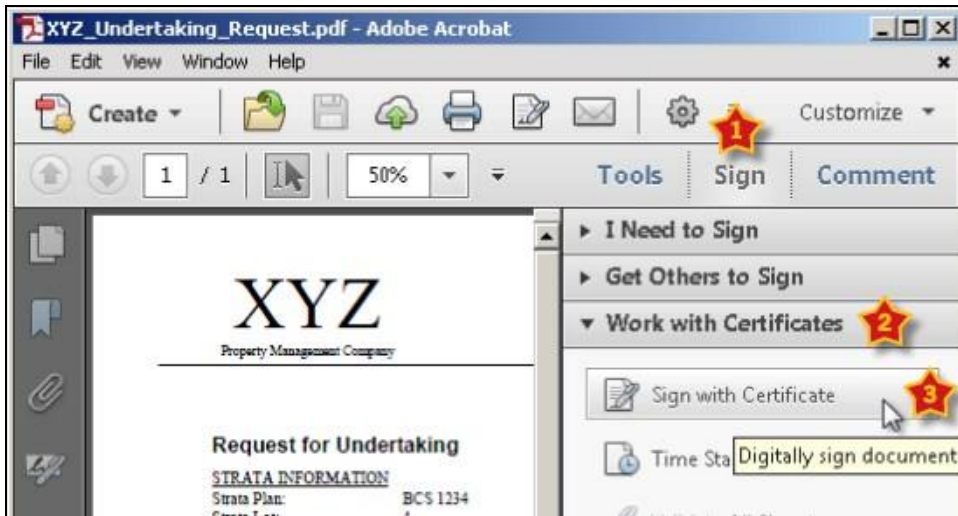 XYZ_Undertaking_Request.pdf - Adobe Acrobat
File Edit View Window Help
Create Customize
1
1 / 1 50% Tools Sign Comment
I Need to Sign
Get Others to Sign
XYZ
Work with Certificates 2
Property Management Company
Sign with Certificate 3
Request for Undertaking
Time Sta Digitally sign document
STRATA INFORMATION
Strata Plan: BCS 1234